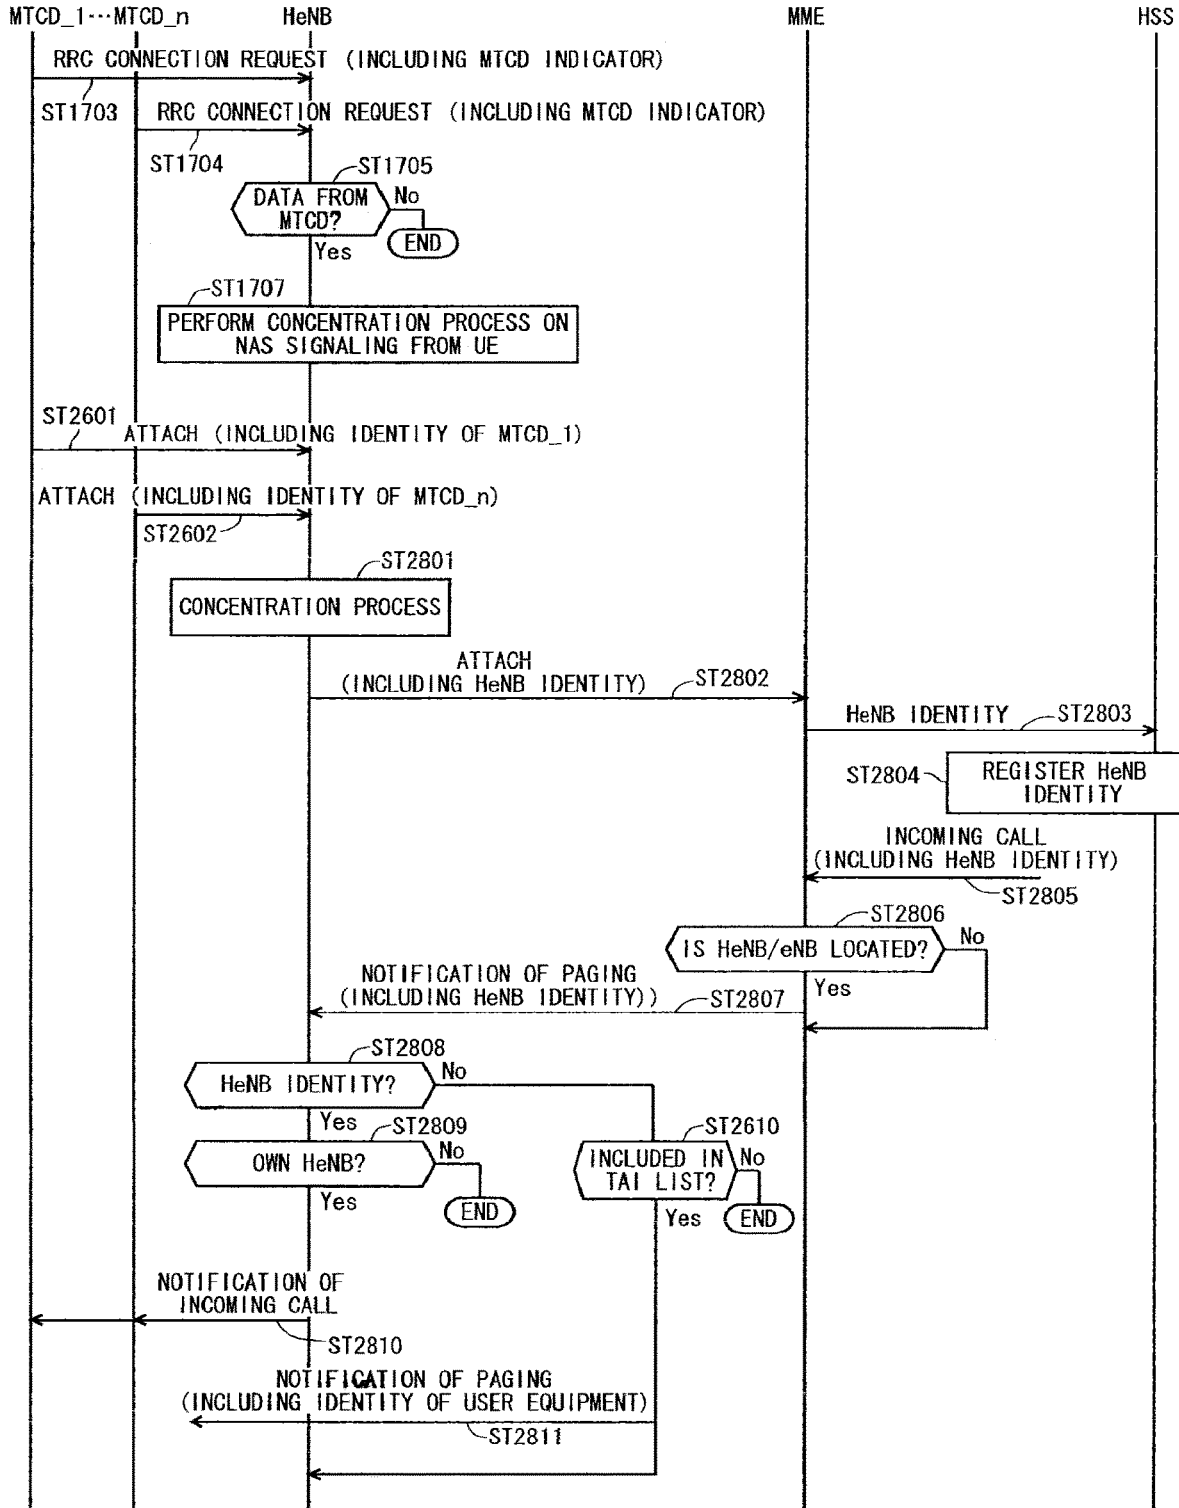 MTCD_1···MTCD_n HeNB MME HSS
RRC CONNECTION REQUEST (INCLUDING MTCD INDICATOR)
ST1703
RRC CONNECTION REQUEST (INCLUDING MTCD INDICATOR)
ST1704
ST1705
DATA FROM
MTCD?
No
END
Yes
ST1707
PERFORM CONCENTRATION PROCESS ON
NAS SIGNALING FROM UE
ST2601
ATTACH (INCLUDING IDENTITY OF MTCD_1)
ATTACH (INCLUDING IDENTITY OF MTCD_n)
ST2602
ST2801
CONCENTRATION PROCESS
ATTACH
(INCLUDING HeNB IDENTITY)
ST2802
HeNB IDENTITY
ST2803
ST2804
REGISTER HeNB
IDENTITY
INCOMING CALL
(INCLUDING HeNB IDENTITY)
ST2805
ST2806
IS HeNB/eNB LOCATED?
No
Yes
NOTIFICATION OF PAGING
(INCLUDING HeNB IDENTITY))
ST2807
ST2808
HeNB IDENTITY?
No
Yes
ST2809
OWN HeNB?
No
END
Yes
ST2610
INCLUDED IN
TAI LIST?
No
END
Yes
NOTIFICATION OF
INCOMING CALL
ST2810
NOTIFICATION OF PAGING
(INCLUDING IDENTITY OF USER EQUIPMENT)
ST2811